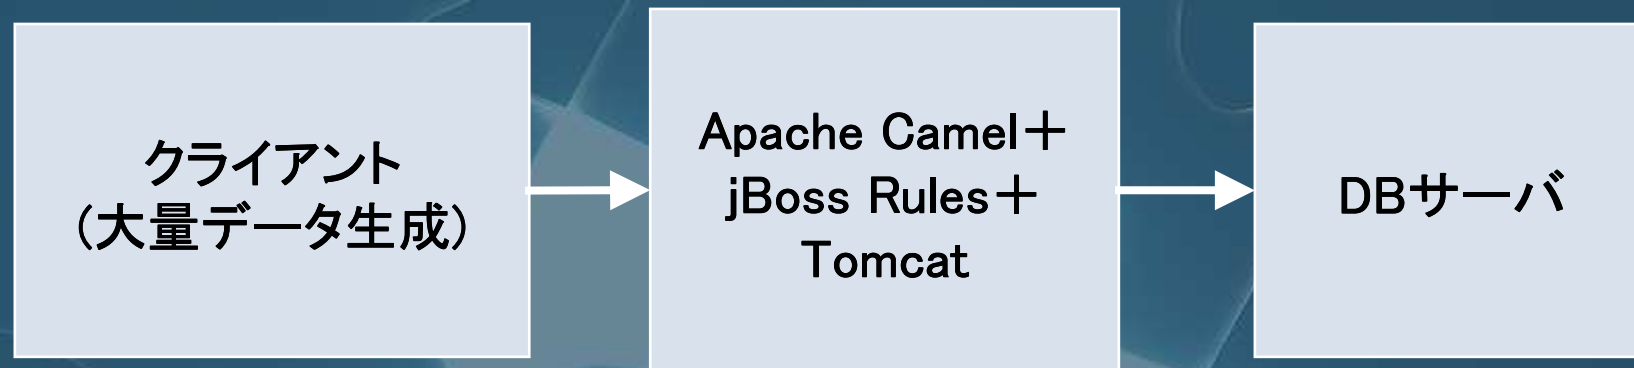 クライアント
(大量データ生成)
Apache Camel＋
jBoss Rules＋
Tomcat
DBサーバ